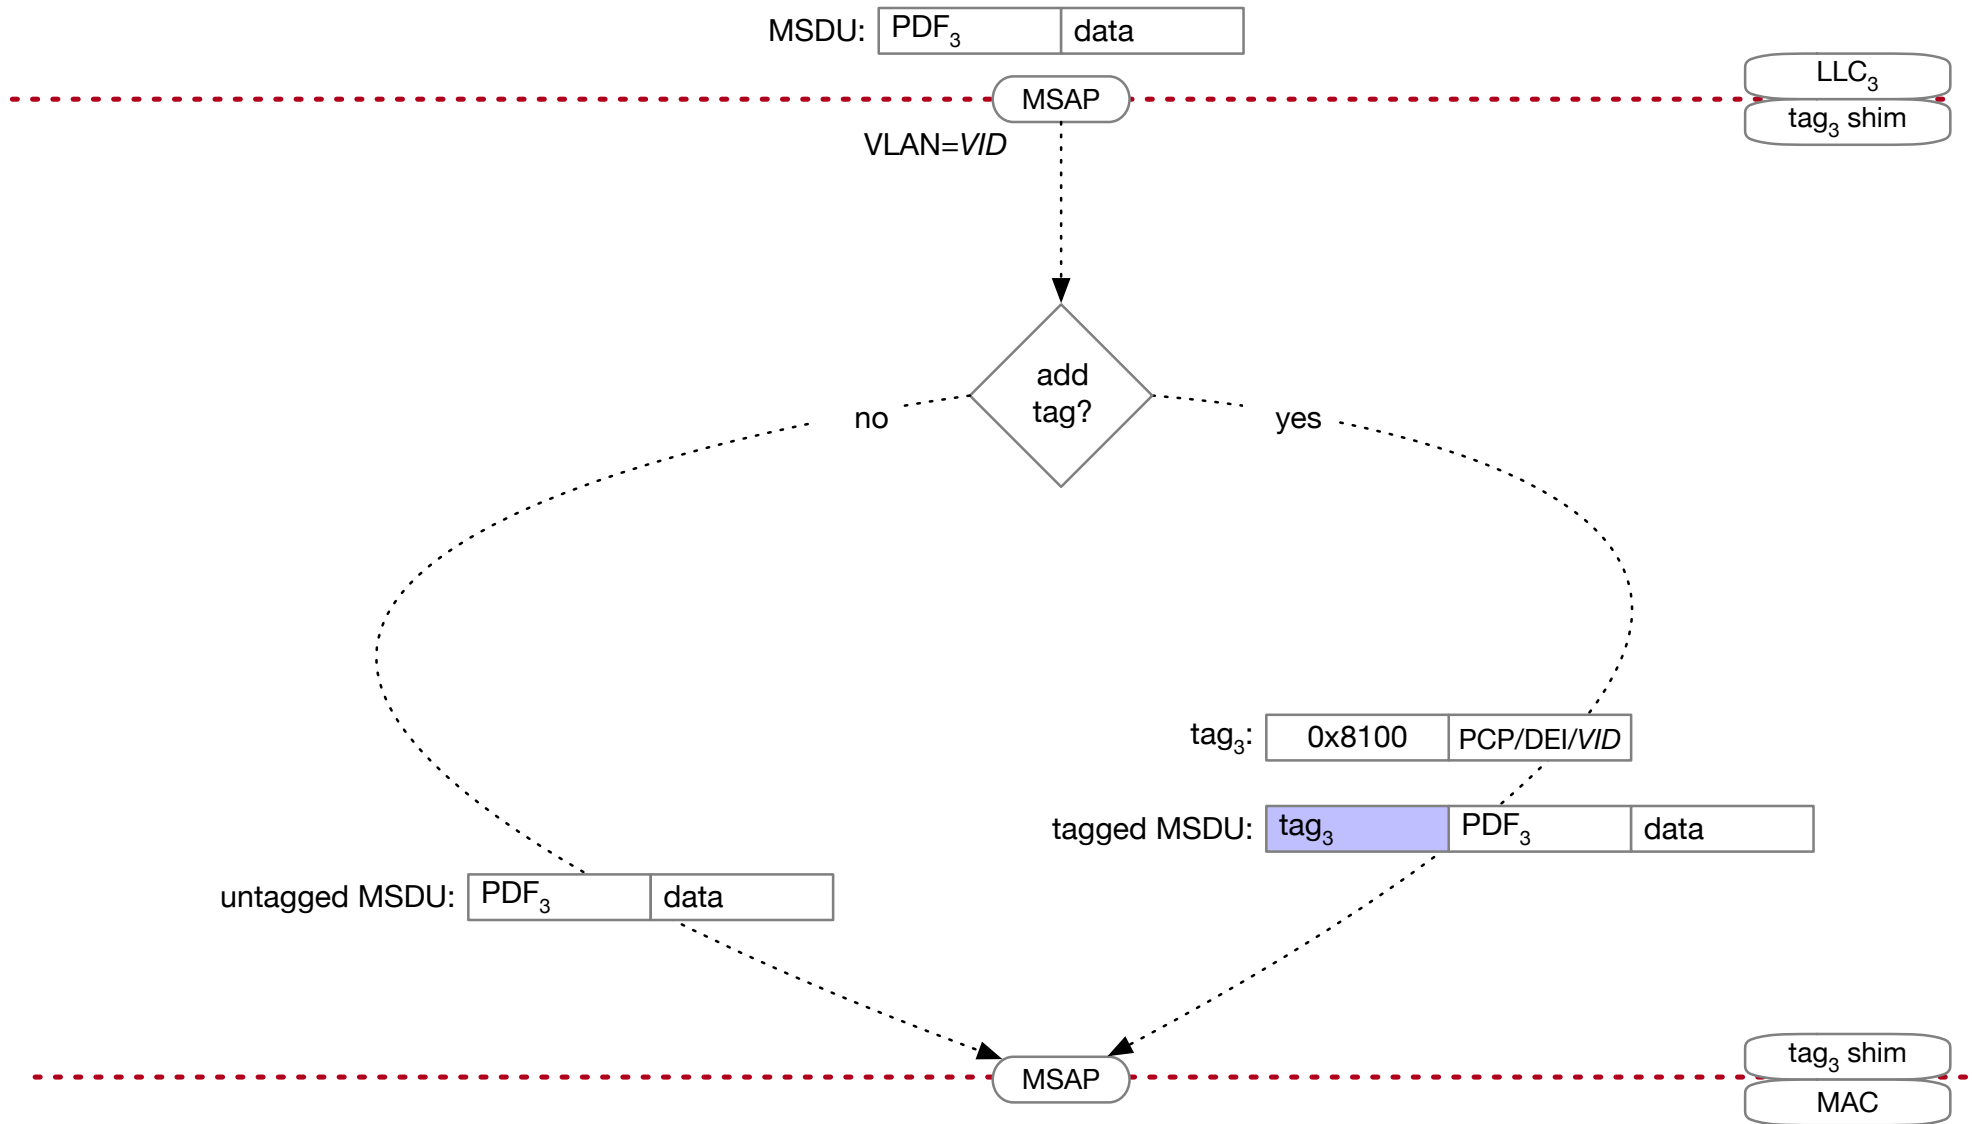 MSDU: PDF₃ data
LLC₃
MSAP
tag₃ shim
VLAN=VID
add
tag?
no
yes
tag₃: 0x8100 PCP/DEI/VID
tagged MSDU: tag₃ PDF₃ data
untagged MSDU: PDF₃ data
tag₃ shim
MSAP
MAC